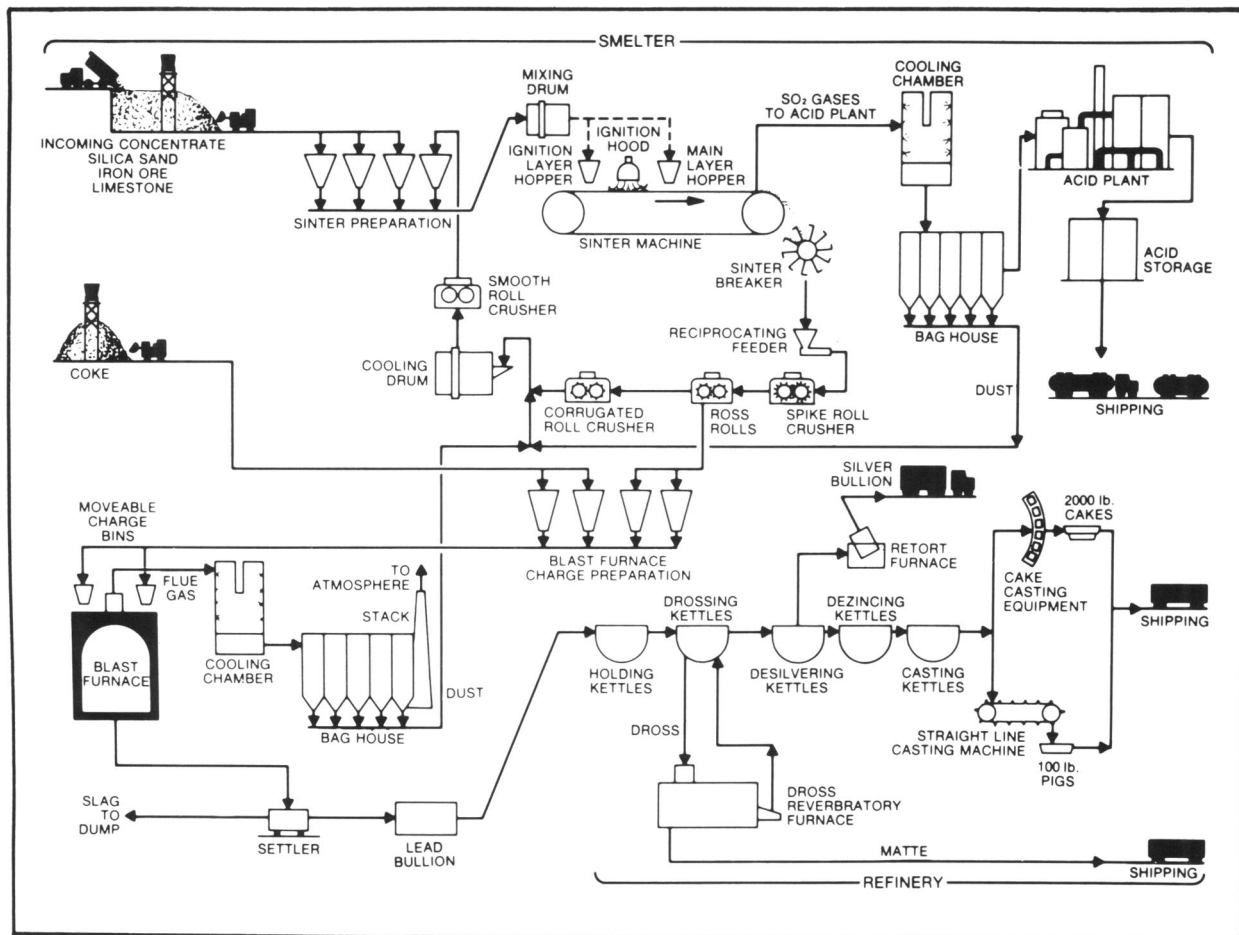 SMELTER
INCOMING CONCENTRATE
SILICA SAND
IRON ORE
LIMESTONE
SINTER PREPARATION
MIXING
DRUM
IGNITION
HOOD
IGNITION
LAYER
HOPPER
MAIN
LAYER
HOPPER
SINTER MACHINE
SO₂ GASES
TO ACID PLANT
COOLING
CHAMBER
ACID PLANT
ACID
STORAGE
SHIPPING
BAG HOUSE
DUST
SINTER
BREAKER
RECIPROCATING
FEEDER
SMOOTH
ROLL
CRUSHER
COOLING
DRUM
CORRUGATED
ROLL CRUSHER
ROSS
ROLLS
SPIKE ROLL
CRUSHER
COKE
MOVEABLE
CHARGE
BINS
BLAST FURNACE
CHARGE PREPARATION
FLUE
GAS
BLAST
FURNACE
COOLING
CHAMBER
TO
ATMOSPHERE
STACK
DUST
BAG HOUSE
SLAG
TO
DUMP
SETTLER
LEAD
BULLION
SILVER
BULLION
RETORT
FURNACE
HOLDING
KETTLES
DROSSING
KETTLES
DESILVERING
KETTLES
DEZINCING
KETTLES
CASTING
KETTLES
CAKE
CASTING
EQUIPMENT
2000 lb.
CAKES
SHIPPING
STRAIGHT LINE
CASTING MACHINE
100 lb.
PIGS
DROSS
DROSS
REVERBRATORY
FURNACE
MATTE
SHIPPING
REFINERY